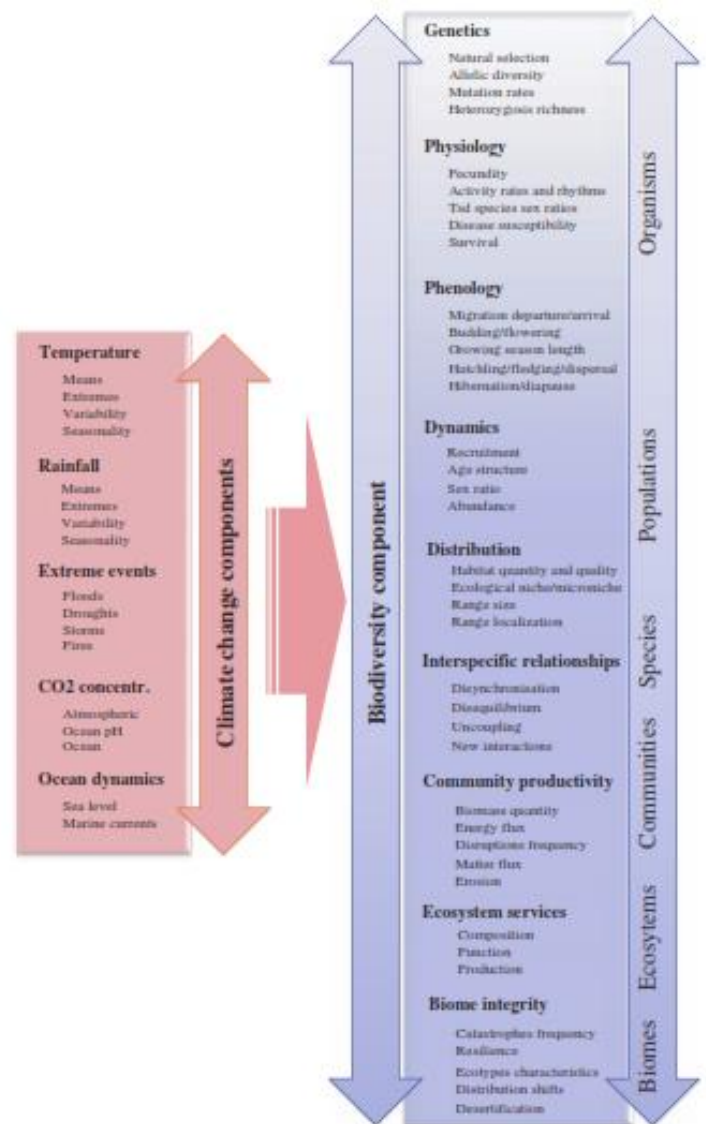 Temperature
Means
Extremes
Variability
Seasonality
Rainfall
Means
Extremes
Variability
Seasonality
Extreme events
Floods
Droughts
Storms
Fires
CO2 concentr.
Atmospheric
Ocean pH
Ocean
Ocean dynamics
Sea level
Marine currents
Climate change components
Biodiversity component
Genetics
Natural selection
Allelic diversity
Mutation rates
Heterozygosis richness
Physiology
Fecundity
Activity rates and rhythms
Tsd species sex ratios
Disease susceptibility
Survival
Phenology
Migration departure/arrival
Budding/flowering
Growing season length
Hatchling/fledging/dispersal
Hibernation/diapause
Dynamics
Recruitment
Age structure
Sex ratio
Abundance
Distribution
Habitat quantity and quality
Ecological niche/microniche
Range size
Range localization
Interspecific relationships
Disynchronisation
Disequilibrium
Uncoupling
New interactions
Community productivity
Biomass quantity
Energy flux
Disruptions frequency
Matter flux
Erosion
Ecosystem services
Composition
Function
Production
Biome integrity
Catastrophes frequency
Resilience
Ecotypes characteristics
Distribution shifts
Desertification
Organisms
Populations
Species
Communities
Ecosytems
Biomes